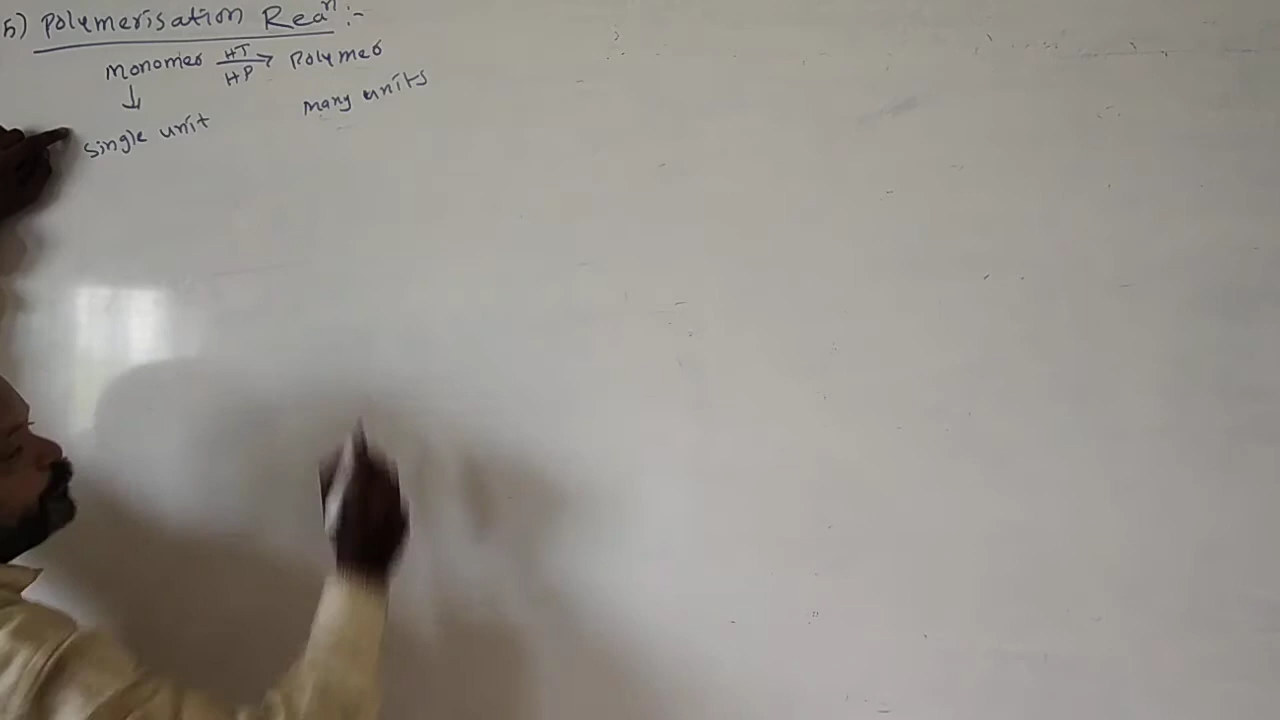 5) Polymerisation Reaⁿ :-
Monomer HT HP → Polymer
↓ many units
single unit